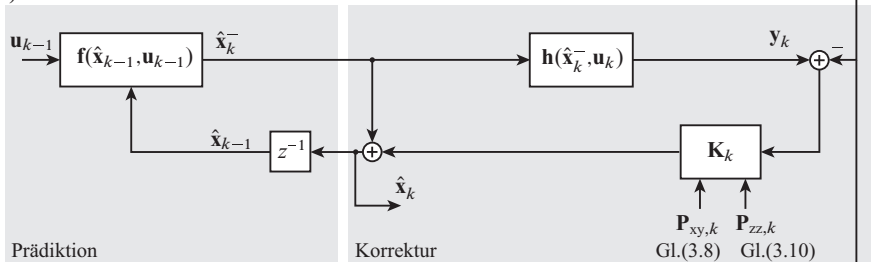 u_{k−1}
f(x̂_{k−1},u_{k−1})
x̂_k^−
h(x̂_k^−,u_k)
y_k
+
−
x̂_{k−1}
z^{−1}
+
K_k
x̂_k
P_{xy,k} P_{zz,k}
Prädiktion
Korrektur
Gl.(3.8) Gl.(3.10)